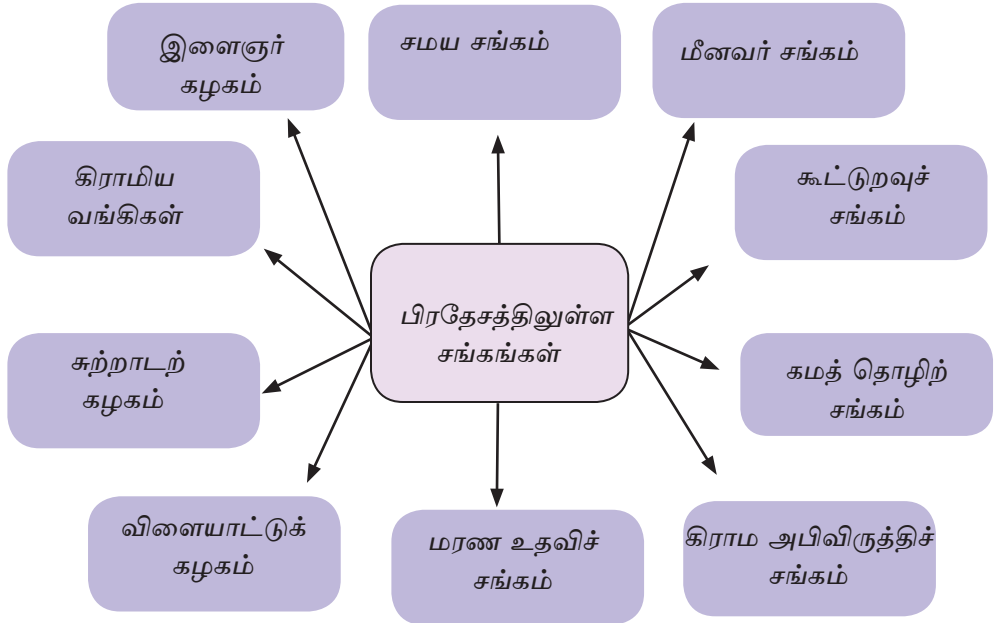 இளைஞர்
கழகம்
சமய சங்கம்
மீனவர் சங்கம்
கிராமிய
வங்கிகள்
கூட்டுறவுச்
சங்கம்
பிரதேசத்திலுள்ள
சங்கங்கள்
சுற்றாடற்
கழகம்
கமத் தொழிற்
சங்கம்
விளையாட்டுக்
கழகம்
மரண உதவிச்
சங்கம்
கிராம அபிவிருத்திச்
சங்கம்